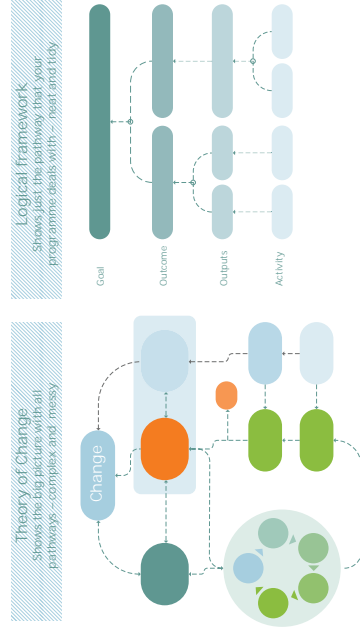 Theory of Change
Shows the big picture with all
pathways – complex and messy
Change
Logical framework
Shows just the pathway that your
programme deals with – neat and tidy
Goal
Outcome
Outputs
Activity